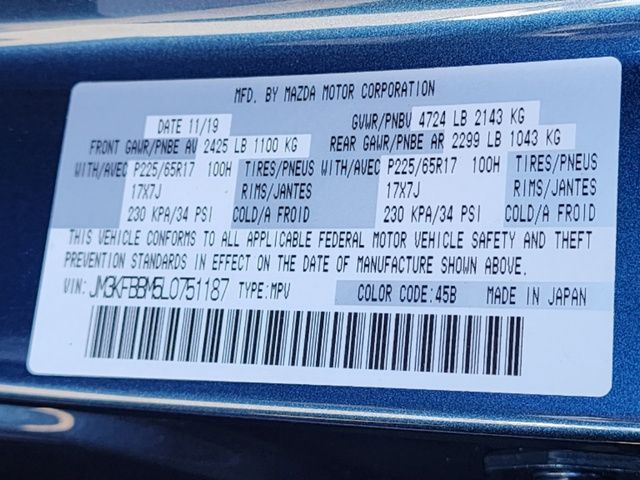 MFD. BY MAZDA MOTOR CORPORATION
DATE 11/19 GVWR/PNBV 4724 LB 2143 KG
FRONT GAWR/PNBE AV 2425 LB 1100 KG REAR GAWR/PNBE AR 2299 LB 1043 KG
WITH/AVEC P225/65R17 100H TIRES/PNEUS WITH/AVEC P225/65R17 100H TIRES/PNEUS
17X7J RIMS/JANTES 17X7J RIMS/JANTES
230 KPA/34 PSI COLD/A FROID 230 KPA/34 PSI COLD/A FROID
THIS VEHICLE CONFORMS TO ALL APPLICABLE FEDERAL MOTOR VEHICLE SAFETY AND THEFT
PREVENTION STANDARDS IN EFFECT ON THE DATE OF MANUFACTURE SHOWN ABOVE.
VIN: JM3KFBBM5L0751187 TYPE:MPV COLOR CODE:45B MADE IN JAPAN